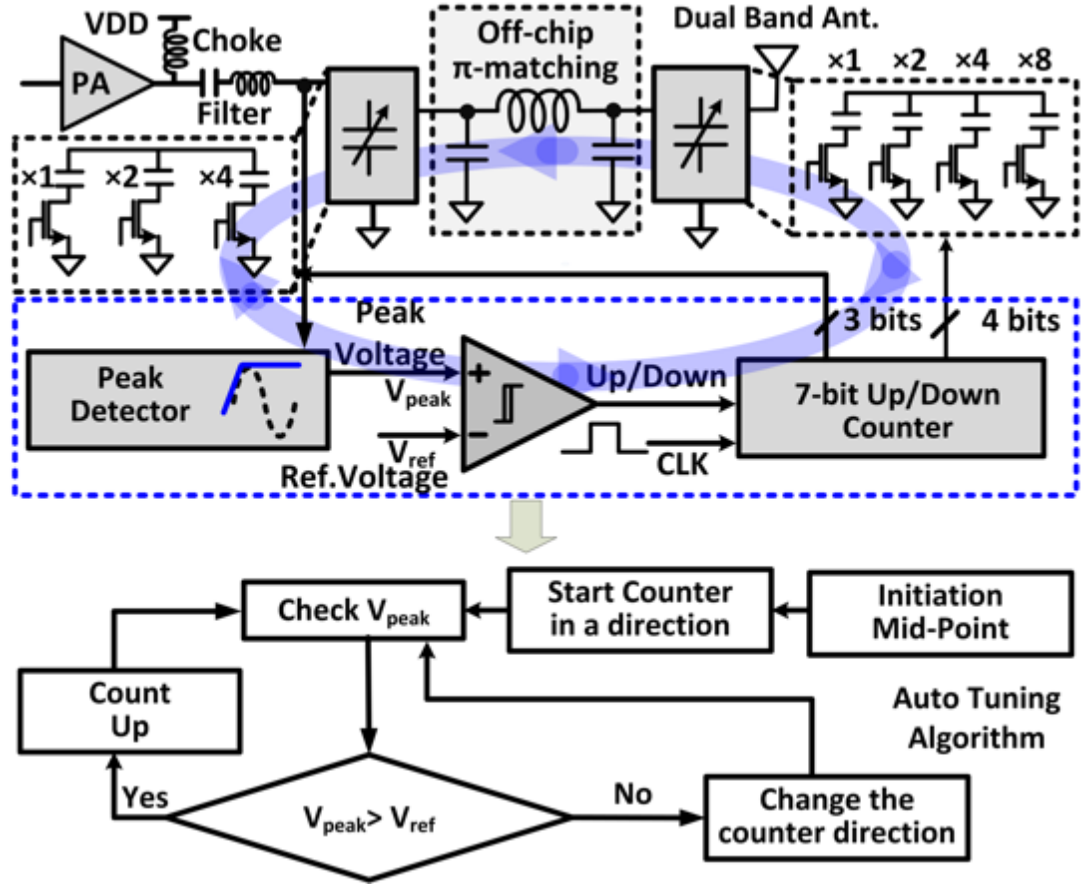 VDD
Choke
PA
Filter
Off-chip
π-matching
Dual Band Ant.
×1 ×2 ×4 ×8
×1 ×2 ×4
3 bits
4 bits
Peak
Voltage
V_peak
Peak
Detector
+
−
V_ref
Ref.Voltage
Up/Down
CLK
7-bit Up/Down
Counter
Check V_peak
Start Counter
in a direction
Initiation
Mid-Point
Count
Up
Auto Tuning
Algorithm
Yes
V_peak> V_ref
No
Change the
counter direction